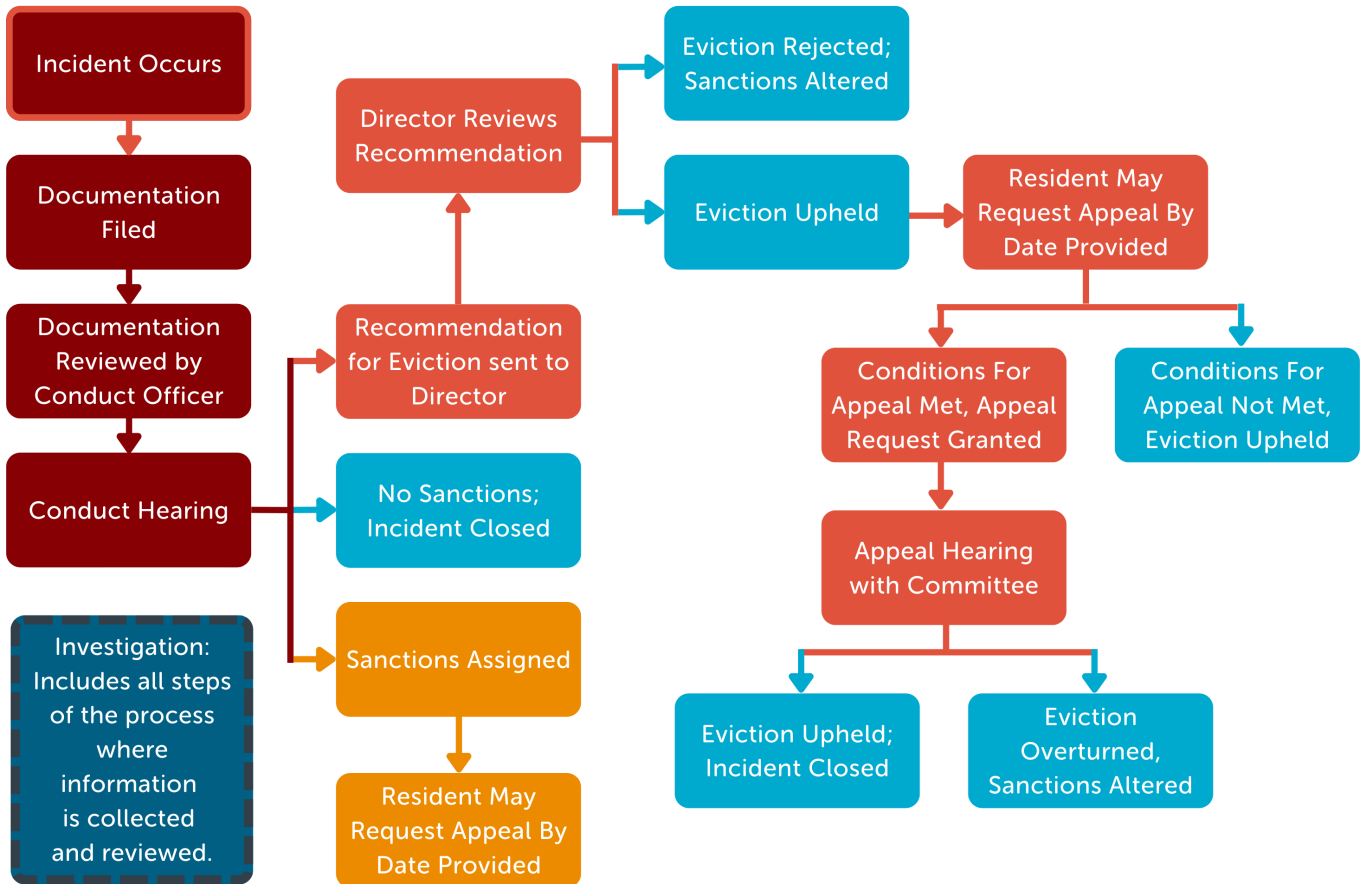 Incident Occurs
Documentation
Filed
Documentation
Reviewed by
Conduct Officer
Conduct Hearing
Investigation:
Includes all steps
of the process
where
information
is collected
and reviewed.
Director Reviews
Recommendation
Recommendation
for Eviction sent to
Director
No Sanctions;
Incident Closed
Sanctions Assigned
Resident May
Request Appeal By
Date Provided
Eviction Rejected;
Sanctions Altered
Eviction Upheld
Resident May
Request Appeal By
Date Provided
Conditions For
Appeal Met, Appeal
Request Granted
Conditions For
Appeal Not Met,
Eviction Upheld
Appeal Hearing
with Committee
Eviction Upheld;
Incident Closed
Eviction
Overturned,
Sanctions Altered